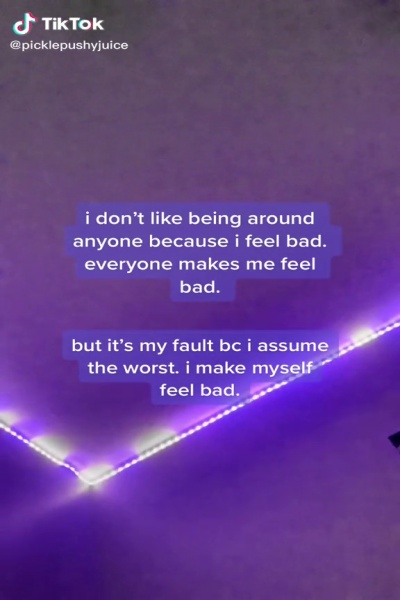 TikTok
@picklepushyjuice
i don't like being around
anyone because i feel bad.
everyone makes me feel
bad.
but it's my fault bc i assume
the worst. i make myself
feel bad.